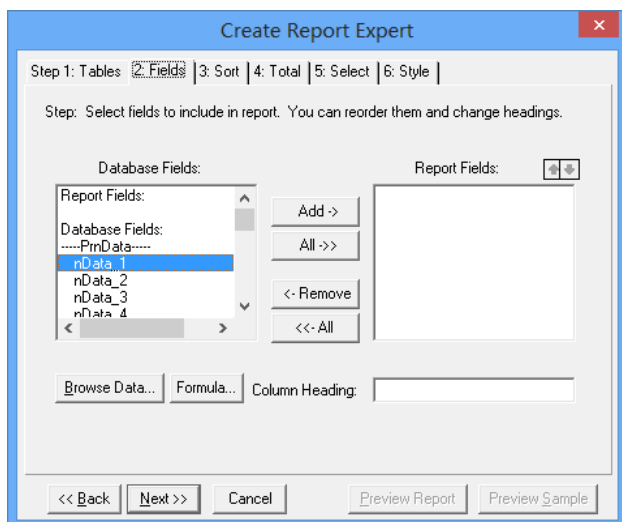 Create Report Expert
Step 1: Tables 2: Fields 3: Sort 4: Total 5: Select 6: Style
Step: Select fields to include in report. You can reorder them and change headings.
Database Fields:
Report Fields:
Report Fields:
Database Fields:
-----PrnData-----
nData_1
nData_2
nData_3
nData_4
Add ->
All ->>
<- Remove
<<- All
Browse Data...
Formula...
Column Heading:
<< Back
Next >>
Cancel
Preview Report
Preview Sample